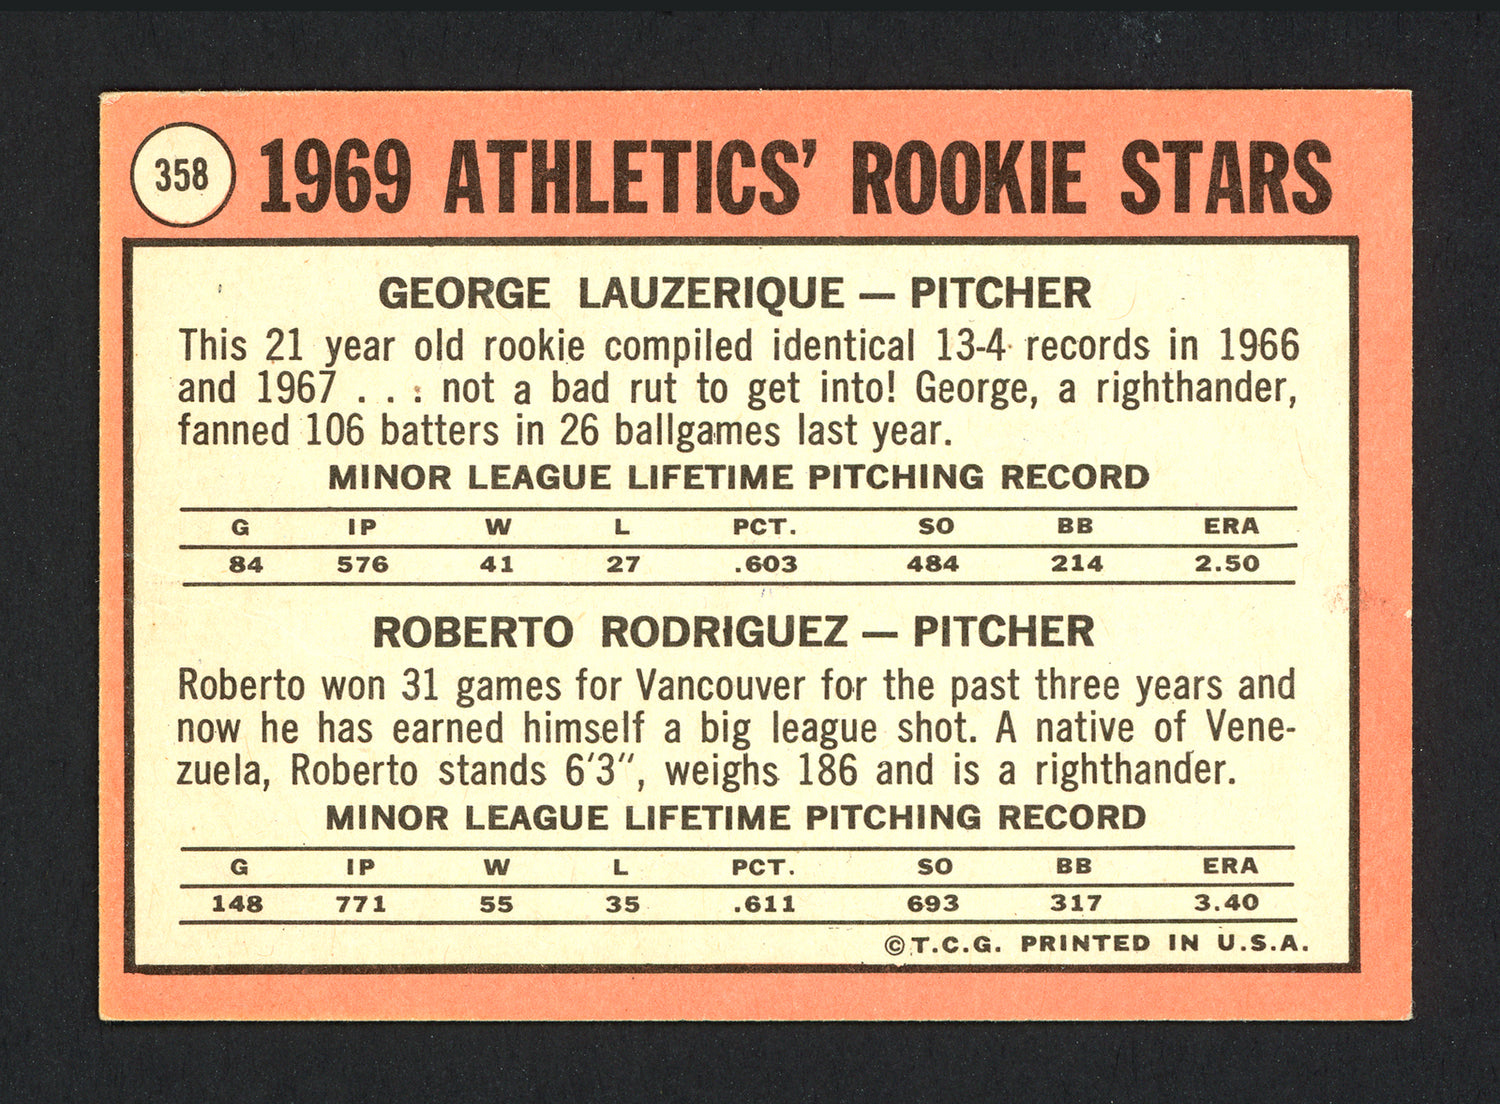 358
1969 ATHLETICS' ROOKIE STARS
GEORGE LAUZERIQUE — PITCHER
This 21 year old rookie compiled identical 13-4 records in 1966
and 1967 . . . not a bad rut to get into! George, a righthander,
fanned 106 batters in 26 ballgames last year.
MINOR LEAGUE LIFETIME PITCHING RECORD
G IP W L PCT. SO BB ERA
84 576 41 27 .603 484 214 2.50
ROBERTO RODRIGUEZ — PITCHER
Roberto won 31 games for Vancouver for the past three years and
now he has earned himself a big league shot. A native of Vene-
zuela, Roberto stands 6'3", weighs 186 and is a righthander.
MINOR LEAGUE LIFETIME PITCHING RECORD
G IP W L PCT. SO BB ERA
148 771 55 35 .611 693 317 3.40
©T.C.G. PRINTED IN U.S.A.